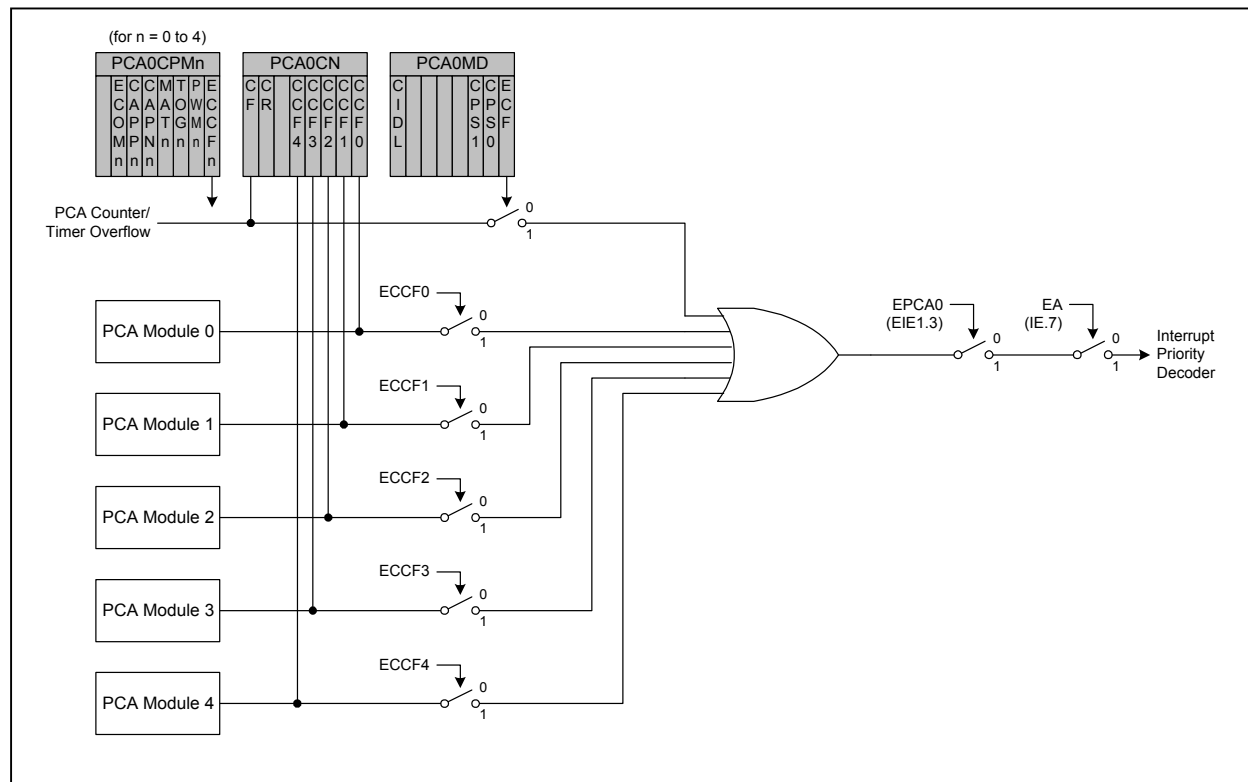 (for n = 0 to 4)
PCA0CPMn
ECOMn
CAPPn
CAPNn
MATn
TOGn
PWMn
ECCFn
PCA0CN
CF
CR
CCF4
CCF3
CCF2
CCF1
CCF0
PCA0MD
CIDL
CPS1
CPS0
ECF
PCA Counter/
Timer Overflow
0
1
PCA Module 0
ECCF0
0
1
EPCA0
(EIE1.3)
0
1
EA
(IE.7)
0
1
Interrupt
Priority
Decoder
PCA Module 1
ECCF1
0
1
PCA Module 2
ECCF2
0
1
PCA Module 3
ECCF3
0
1
PCA Module 4
ECCF4
0
1